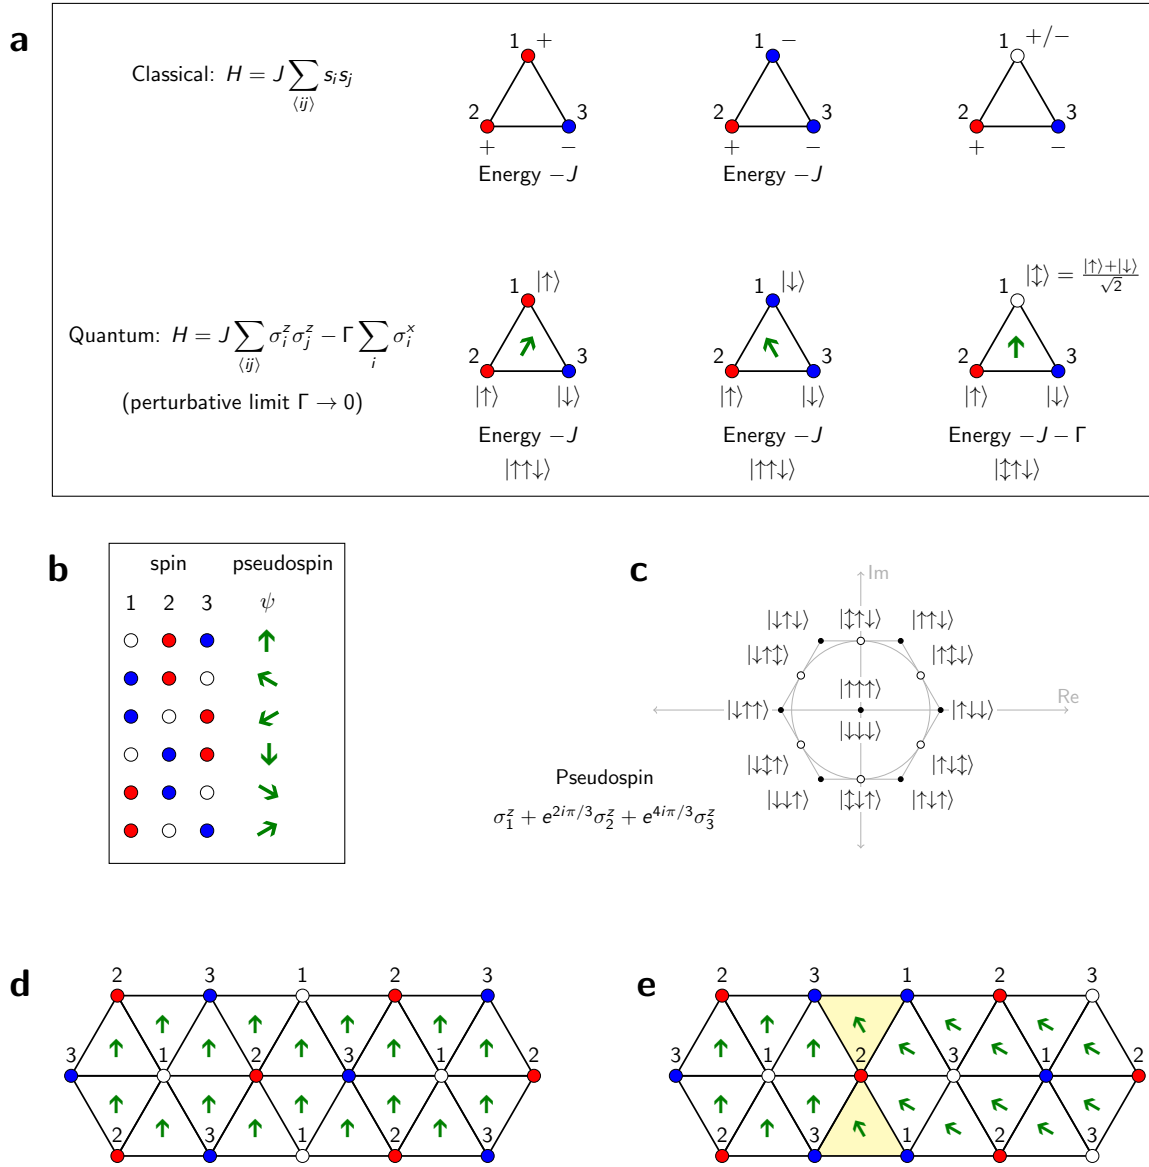 a
Classical: H = J ∑⟨ij⟩ s_i s_j
1 +
2 3
+ −
Energy −J
1 −
2 3
+ −
Energy −J
1 +/−
2 3
+ −
Quantum: H = J ∑⟨ij⟩ σ_i^z σ_j^z − Γ ∑_i σ_i^x
(perturbative limit Γ → 0)
1 |↑⟩
2 3
|↑⟩ |↓⟩
Energy −J
|↑↑↓⟩
1 |↓⟩
2 3
|↑⟩ |↓⟩
Energy −J
|↑↑↓⟩
1 |↕⟩ = (|↑⟩+|↓⟩)/√2
2 3
|↑⟩ |↓⟩
Energy −J − Γ
|↕↑↓⟩
b
spin pseudospin
1 2 3 ψ
c
Im
|↓↑↓⟩ |↕↑↓⟩ |↑↑↓⟩
|↓↑↕⟩ |↑↕↓⟩
|↑↑↑⟩
Re
|↓↑↑⟩ |↑↓↓⟩
|↓↓↓⟩
|↓↕↑⟩ |↑↓↕⟩
|↓↓↑⟩ |↕↓↑⟩ |↑↓↑⟩
Pseudospin
σ_1^z + e^{2iπ/3}σ_2^z + e^{4iπ/3}σ_3^z
d
2 3 1 2 3
3 1 2 3 1 2
2 3 1 2 3
e
2 3 1 2 3
3 1 2 3 1 2
2 3 1 2 3